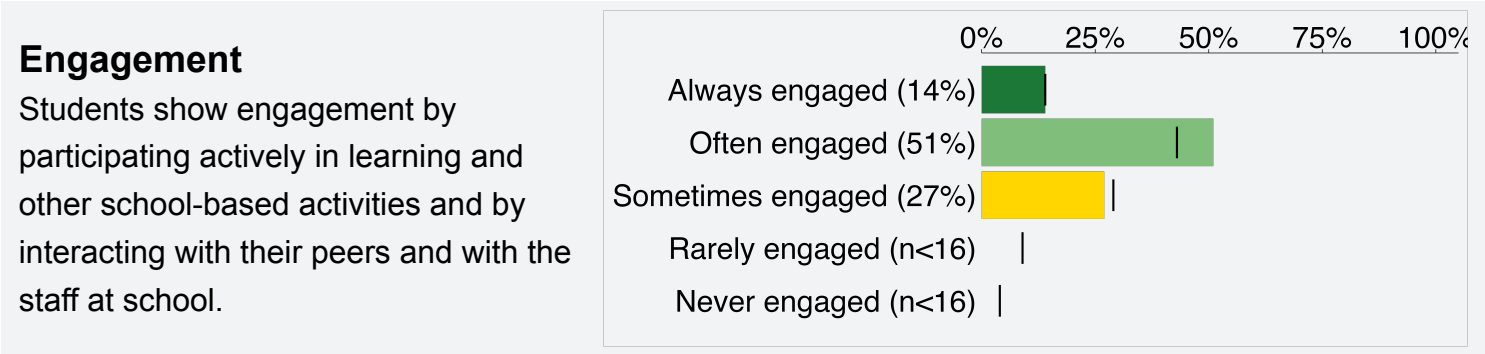 Engagement
Students show engagement by
participating actively in learning and
other school-based activities and by
interacting with their peers and with the
staff at school.
0% 25% 50% 75% 100%
Always engaged (14%)
Often engaged (51%)
Sometimes engaged (27%)
Rarely engaged (n<16)
Never engaged (n<16)